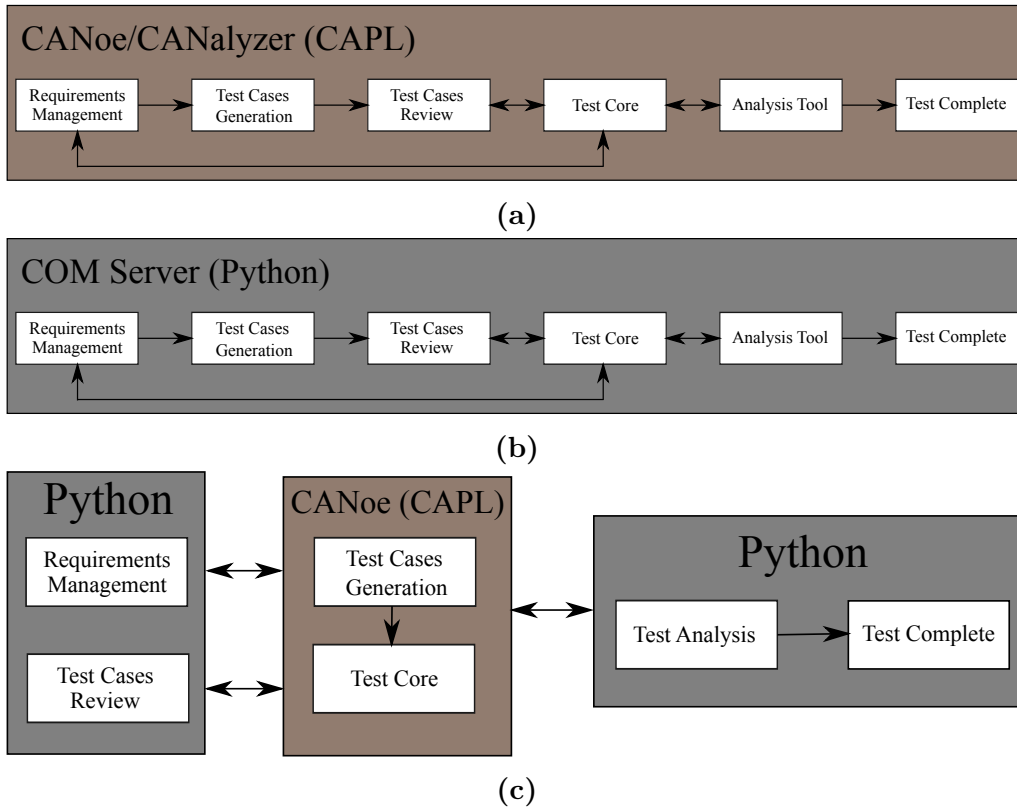 CANoe/CANalyzer (CAPL)
Requirements
Management
Test Cases
Generation
Test Cases
Review
Test Core
Analysis Tool
Test Complete
(a)
COM Server (Python)
Requirements
Management
Test Cases
Generation
Test Cases
Review
Test Core
Analysis Tool
Test Complete
(b)
Python
Requirements
Management
Test Cases
Review
CANoe (CAPL)
Test Cases
Generation
Test Core
Python
Test Analysis
Test Complete
(c)